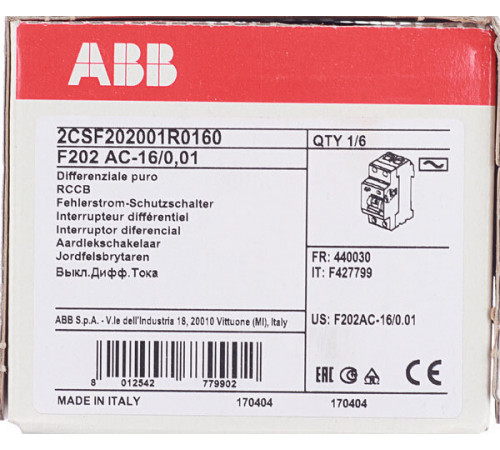 ABB
2CSF202001R0160
F202 AC-16/0,01
QTY 1/6
Differenziale puro
RCCB
Fehlerstrom-Schutzschalter
Interrupteur différentiel
Interruptor diferencial
Aardlekschakelaar
Jordfelsbrytaren
Выкл.Дифф.Тока
FR: 440030
IT: F427799
ABB S.p.A. - V.le dell'Industria 18, 20010 Vittuone (MI), Italy
US: F202AC-16/0.01
8 012542 779902
EAC CE
MADE IN ITALY
170404 170404